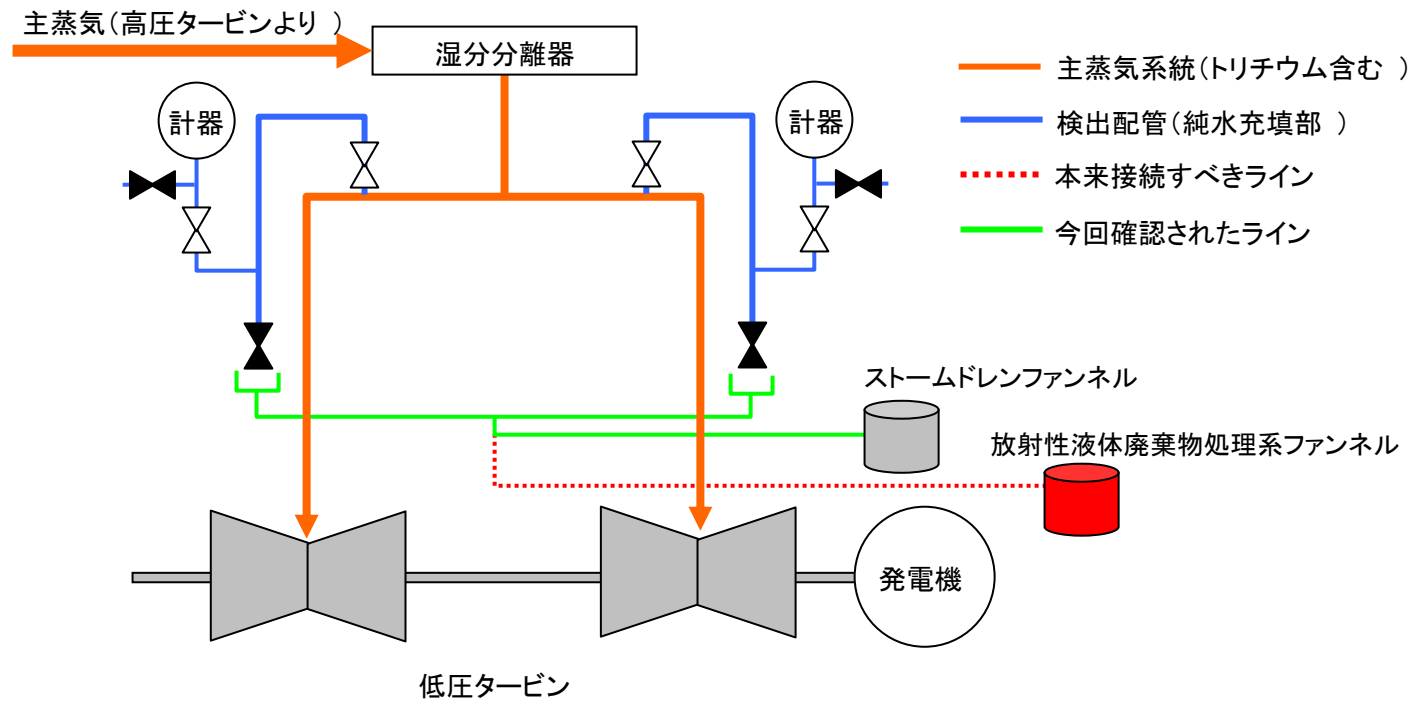 主蒸気(高圧タービンより )
湿分分離器
計器
計器
主蒸気系統(トリチウム含む )
検出配管(純水充填部 )
本来接続すべきライン
今回確認されたライン
ストームドレンファンネル
放射性液体廃棄物処理系ファンネル
発電機
低圧タービン